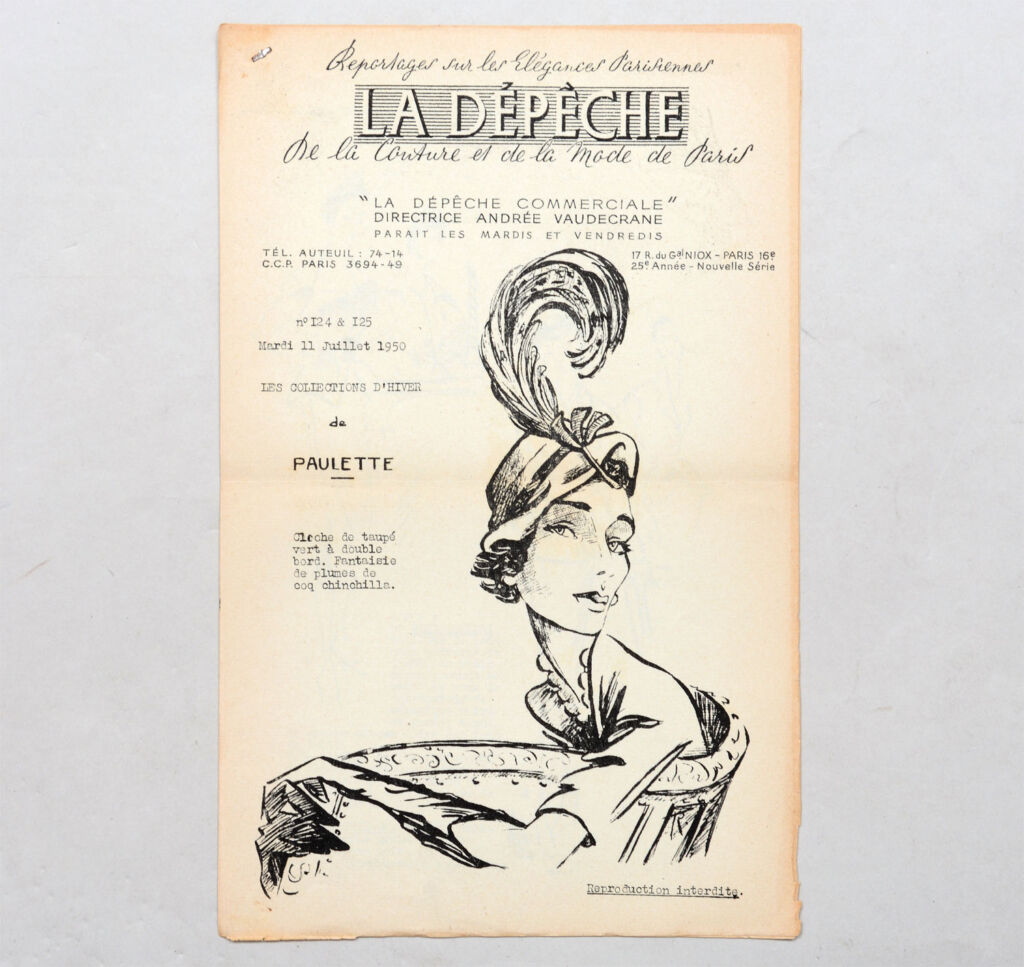 Reportages sur les Elégances Parisiennes
LA DÉPÊCHE
De la Couture et de la Mode de Paris
"LA DÉPÊCHE COMMERCIALE"
DIRECTRICE ANDRÉE VAUDECRANE
PARAIT LES MARDIS ET VENDREDIS
TÉL. AUTEUIL : 74-14
C.C.P. PARIS 3694-49
17 R. du Gal NIOX - PARIS 16e
25e Année - Nouvelle Série
n° I24 & I25
Mardi 11 Juillet 1950
LES COLLECTIONS D'HIVER
de
PAULETTE
Cloche de taupé
vert à double
bord. Fantaisie
de plumes de
coq chinchilla.
Reproduction interdite.